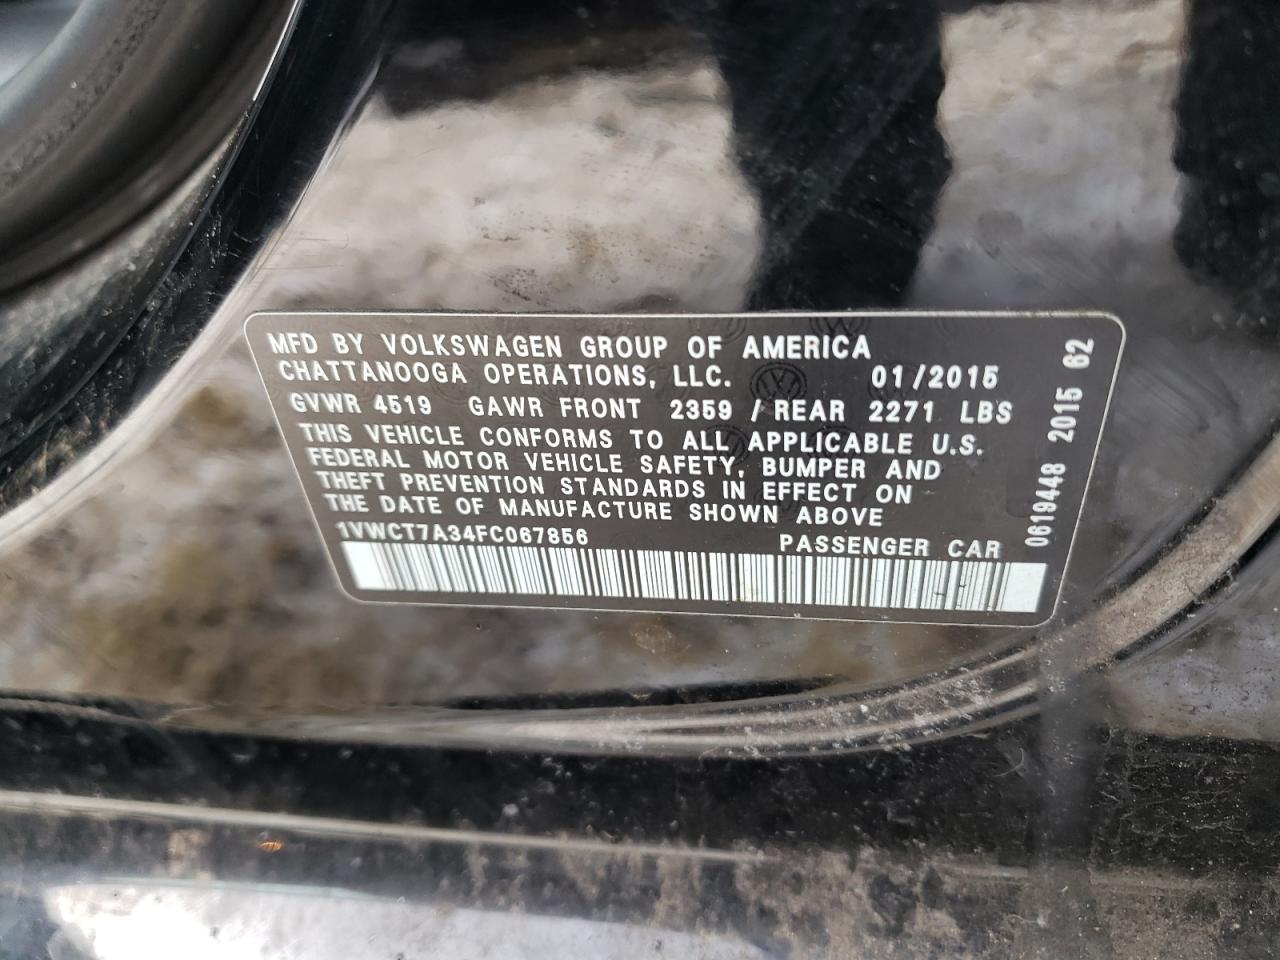 MFD BY VOLKSWAGEN GROUP OF AMERICA
CHATTANOOGA OPERATIONS, LLC. 01/2015
GVWR 4519 GAWR FRONT 2359 / REAR 2271 LBS
THIS VEHICLE CONFORMS TO ALL APPLICABLE U.S.
FEDERAL MOTOR VEHICLE SAFETY, BUMPER AND
THEFT PREVENTION STANDARDS IN EFFECT ON
THE DATE OF MANUFACTURE SHOWN ABOVE
1VWCT7A34FC067856 PASSENGER CAR
0619448 2015 62